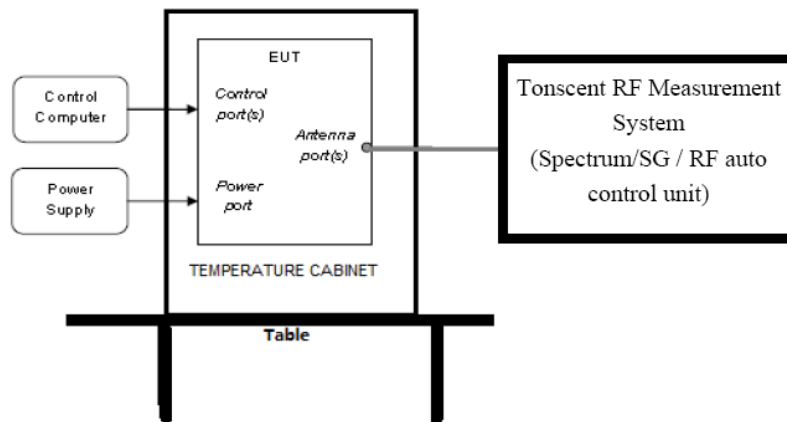 EUT
Control
Computer
Control
port(s)
Antenna
port(s)
Power
Supply
Power
port
TEMPERATURE CABINET
Table
Tonscent RF Measurement
System
(Spectrum/SG / RF auto
control unit)